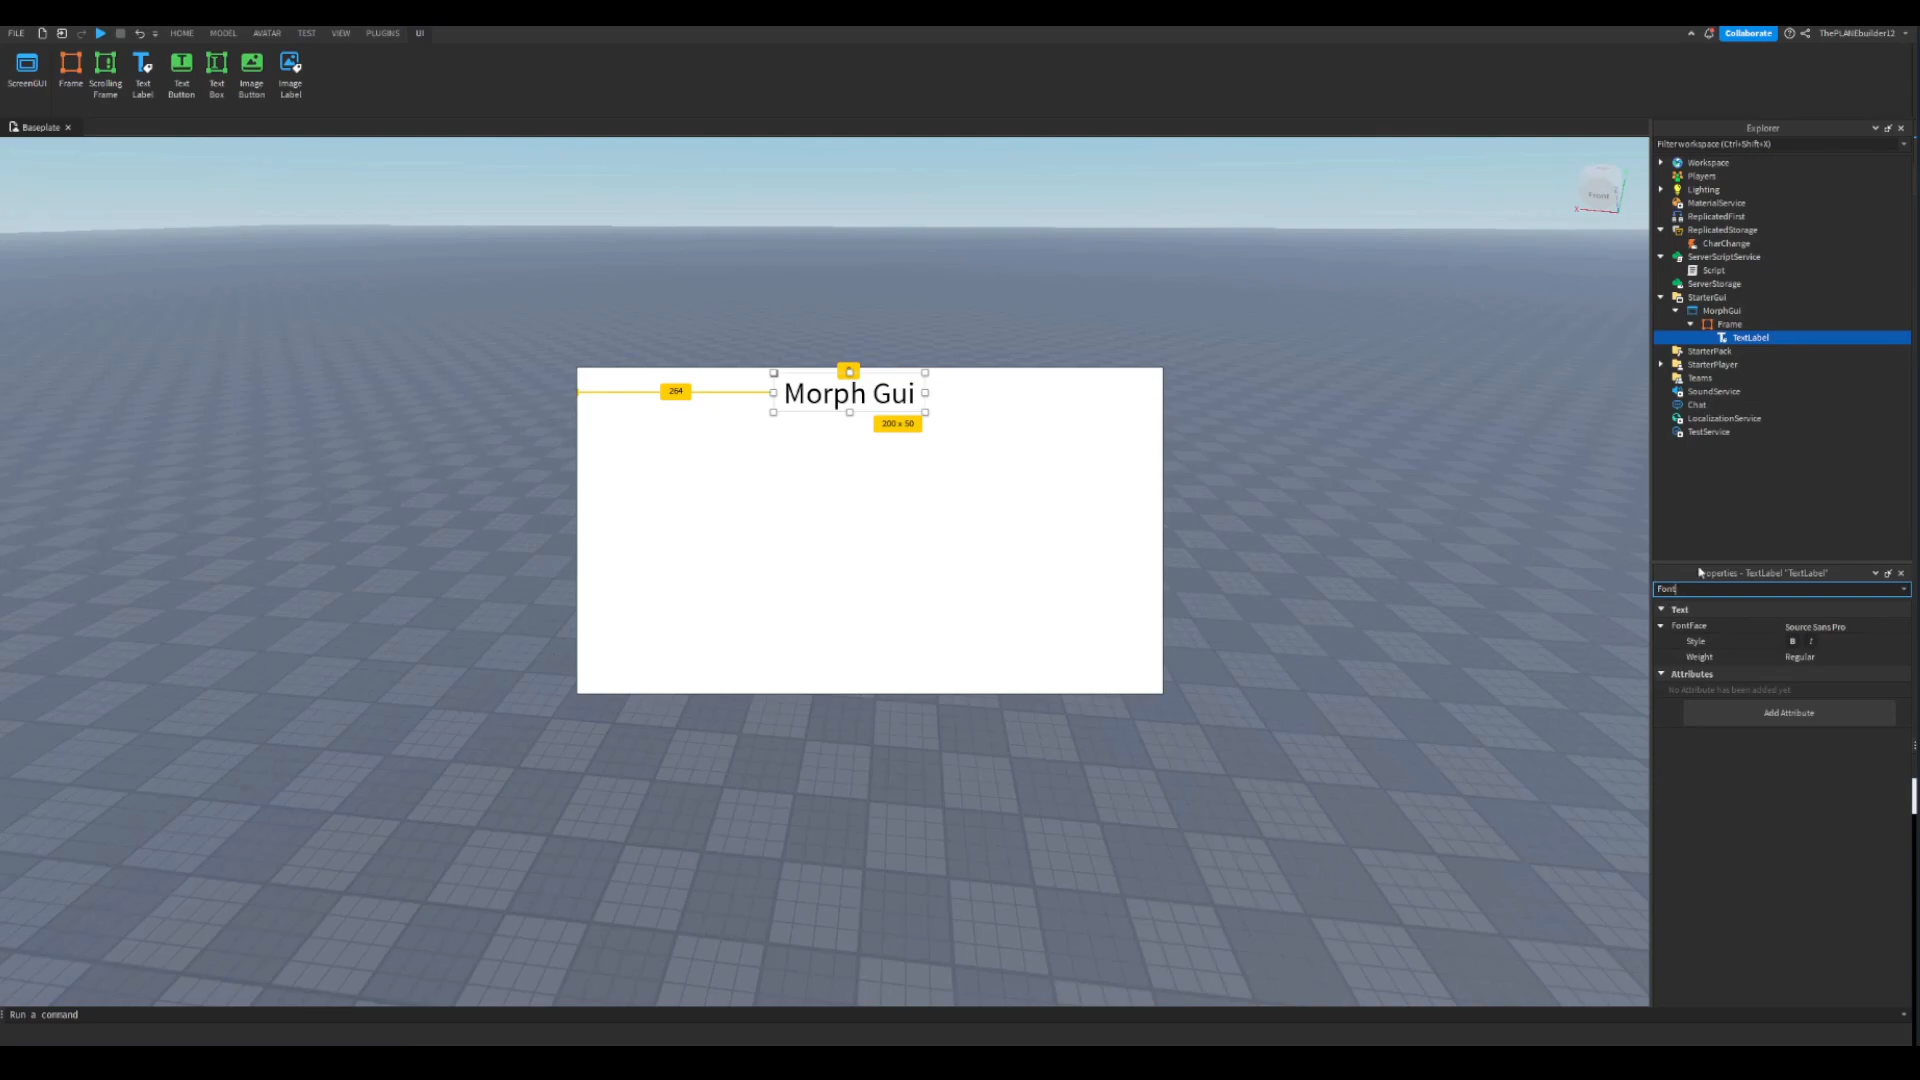 FILE HOME MODEL AVATAR TEST VIEW PLUGINS UI Collaborate ThePLANEbuilder12
ScreenGUI Frame Scrolling Frame Text Label Text Button Text Box Image Button Image Label
Baseplate
Explorer
Filter workspace (Ctrl+Shift+X)
Workspace
Players
Lighting
MaterialService
ReplicatedFirst
ReplicatedStorage
CharChange
ServerScriptService
Script
ServerStorage
StarterGui
MorphGui
Frame
TextLabel
StarterPack
StarterPlayer
Teams
SoundService
Chat
LocalizationService
TestService
Front
X
264
Morph Gui
200 x 50
operties - TextLabel "TextLabel"
Font
Text
FontFace Source Sans Pro
Style B I
Weight Regular
Attributes
No Attribute has been added yet
Add Attribute
Run a command